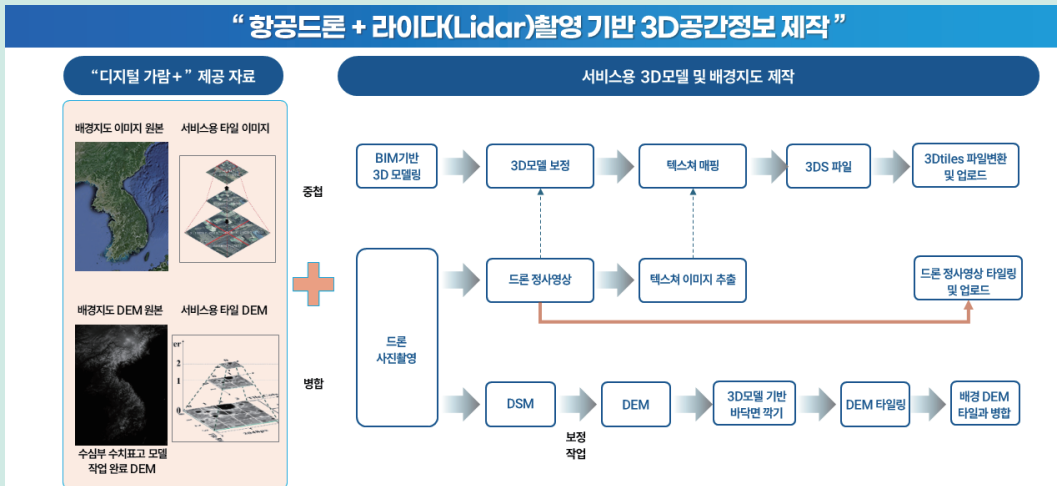 “ 항공드론 + 라이다(Lidar)촬영 기반 3D공간정보 제작 ”
“디지털 가람+” 제공 자료
서비스용 3D모델 및 배경지도 제작
배경지도 이미지 원본
서비스용 타일 이미지
배경지도 DEM 원본
서비스용 타일 DEM
er
2
1
0
수심부 수치표고 모델
작업 완료 DEM
중첩
병합
BIM기반
3D 모델링
3D모델 보정
텍스쳐 매핑
3DS 파일
3Dtiles 파일변환
및 업로드
드론
사진촬영
드론 정사영상
텍스쳐 이미지 추출
드론 정사영상 타일링
및 업로드
DSM
보정
작업
DEM
3D모델 기반
바닥면 깍기
DEM 타일링
배경 DEM
타일과 병합